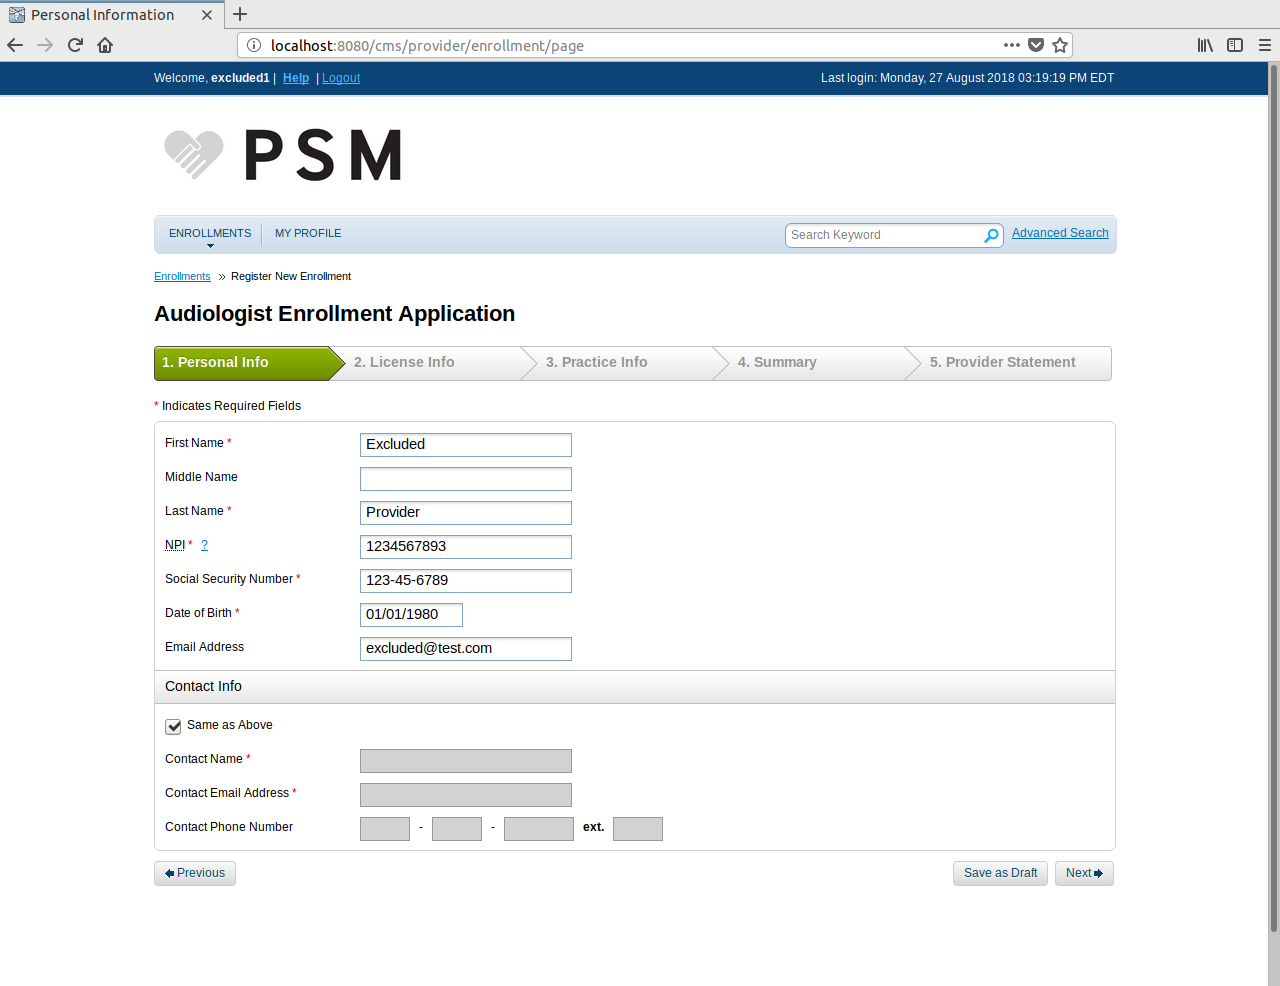 Personal Information
localhost:8080/cms/provider/enrollment/page
Welcome, excluded1 | Help | Logout
Last login: Monday, 27 August 2018 03:19:19 PM EDT
PSM
ENROLLMENTS MY PROFILE
Search Keyword
Advanced Search
Enrollments » Register New Enrollment
Audiologist Enrollment Application
1. Personal Info 2. License Info 3. Practice Info 4. Summary 5. Provider Statement
* Indicates Required Fields
First Name * Excluded
Middle Name
Last Name * Provider
NPI * ? 1234567893
Social Security Number * 123-45-6789
Date of Birth * 01/01/1980
Email Address excluded@test.com
Contact Info
Same as Above
Contact Name *
Contact Email Address *
Contact Phone Number - - ext.
Previous Save as Draft Next